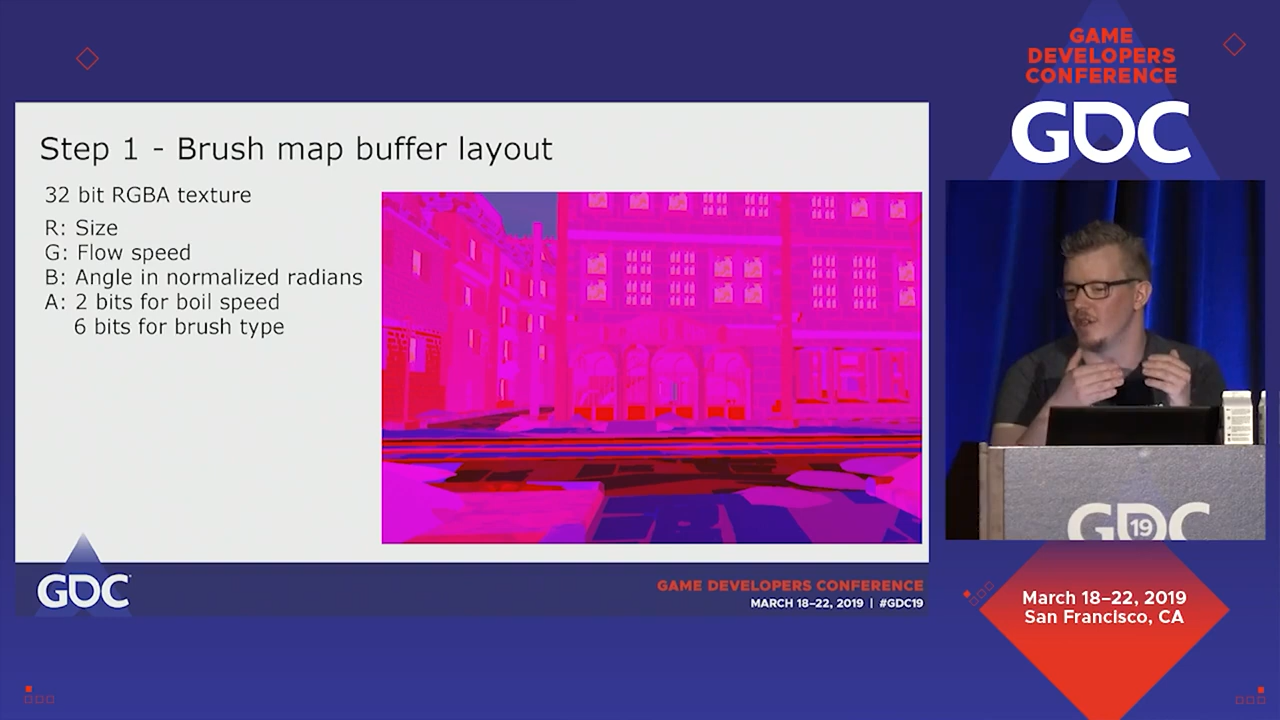 GAME
DEVELOPERS
CONFERENCE
GDC
Step 1 - Brush map buffer layout
32 bit RGBA texture
R: Size
G: Flow speed
B: Angle in normalized radians
A: 2 bits for boil speed
6 bits for brush type
GDC
GAME DEVELOPERS CONFERENCE
MARCH 18–22, 2019 | #GDC19
GDC
19
March 18–22, 2019
San Francisco, CA